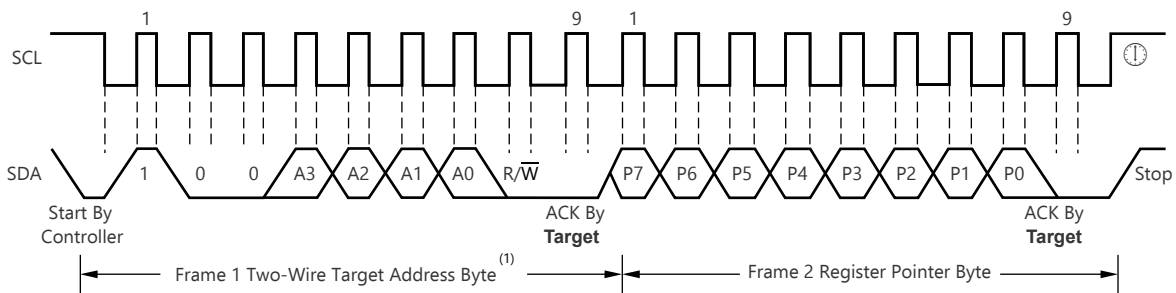 1 9 1 9
SCL
SDA 1 0 0 A3 A2 A1 A0 R/W̅ P7 P6 P5 P4 P3 P2 P1 P0 Stop
Start By ACK By ACK By
Controller Target Target
Frame 1 Two-Wire Target Address Byte (1) Frame 2 Register Pointer Byte